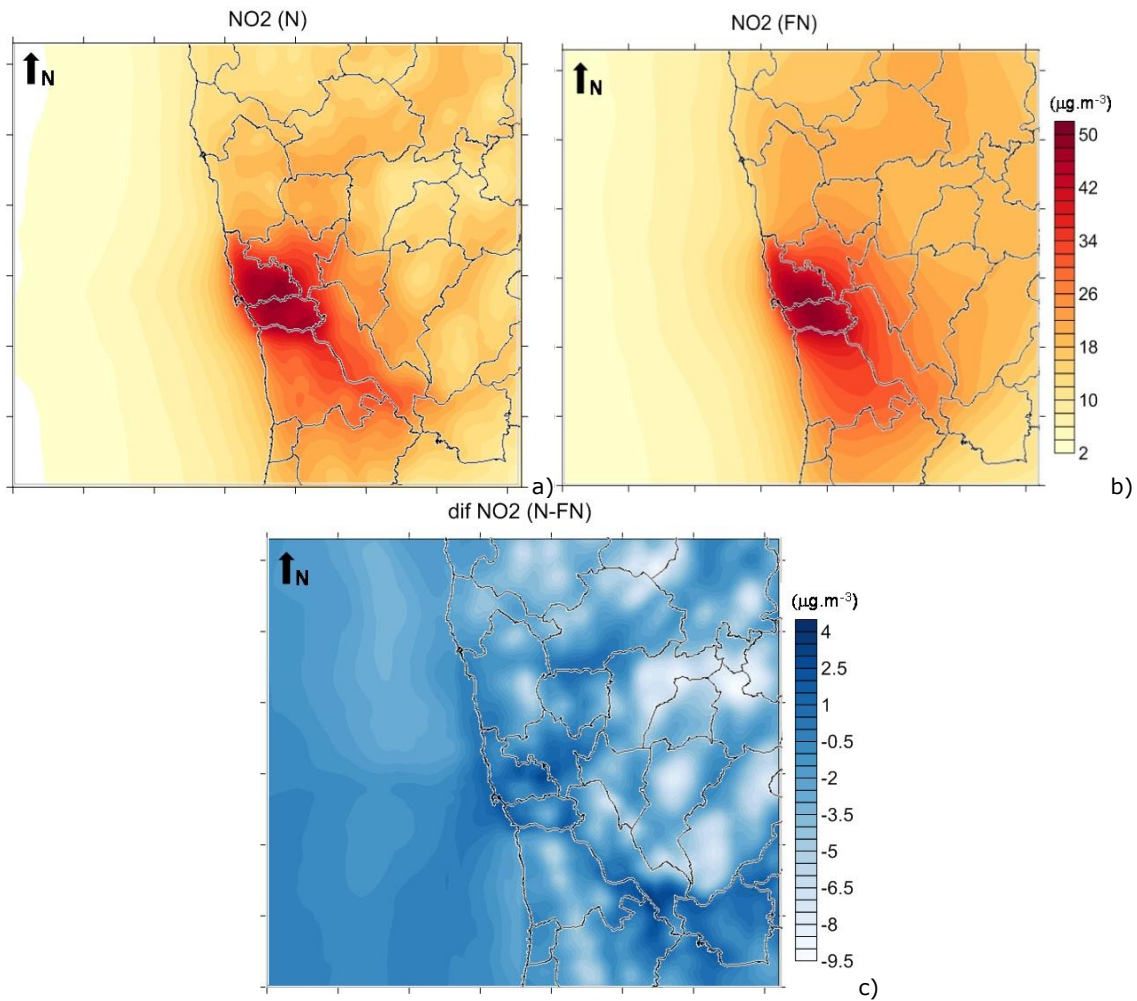 NO2 (N)
N
a)
NO2 (FN)
N
(μg.m-3)
50
42
34
26
18
10
2
b)
dif NO2 (N-FN)
N
(μg.m-3)
4
2.5
1
-0.5
-2
-3.5
-5
-6.5
-8
-9.5
c)